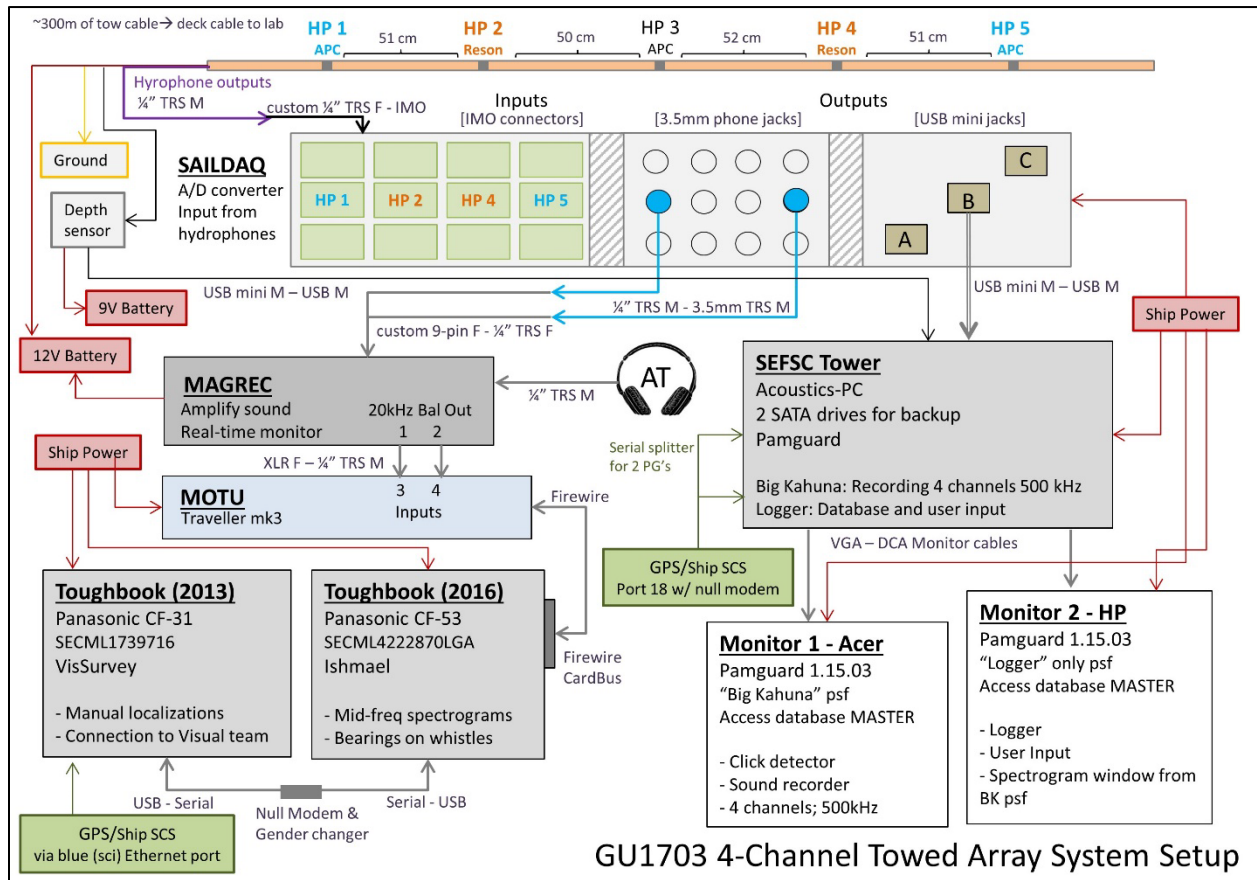 ~300m of tow cable→ deck cable to lab
HP 1
APC
51 cm
HP 2
Reson
50 cm
HP 3
APC
52 cm
HP 4
Reson
51 cm
HP 5
APC
Hyrophone outputs
¼” TRS M
custom ¼” TRS F - IMO
Inputs
[IMO connectors]
Outputs
[3.5mm phone jacks]
[USB mini jacks]
Ground
SAILDAQ
A/D converter
Input from
hydrophones
HP 1
HP 2
HP 4
HP 5
C
B
A
Depth
sensor
USB mini M – USB M
¼” TRS M - 3.5mm TRS M
USB mini M – USB M
9V Battery
custom 9-pin F - ¼” TRS F
Ship Power
12V Battery
MAGREC
Amplify sound
Real-time monitor
20kHz Bal Out
1 2
AT
¼” TRS M
SEFSC Tower
Acoustics-PC
2 SATA drives for backup
Pamguard
Big Kahuna: Recording 4 channels 500 kHz
Logger: Database and user input
Ship Power
XLR F – ¼” TRS M
Serial splitter
for 2 PG’s
MOTU
Traveller mk3
3 4
Inputs
Firewire
VGA – DCA Monitor cables
GPS/Ship SCS
Port 18 w/ null modem
Toughbook (2013)
Panasonic CF-31
SECML1739716
VisSurvey
- Manual localizations
- Connection to Visual team
Toughbook (2016)
Panasonic CF-53
SECML4222870LGA
Ishmael
- Mid-freq spectrograms
- Bearings on whistles
Firewire
CardBus
Monitor 1 - Acer
Pamguard 1.15.03
“Big Kahuna” psf
Access database MASTER
- Click detector
- Sound recorder
- 4 channels; 500kHz
Monitor 2 - HP
Pamguard 1.15.03
“Logger” only psf
Access database MASTER
- Logger
- User Input
- Spectrogram window from
BK psf
USB - Serial
Null Modem &
Gender changer
Serial - USB
GPS/Ship SCS
via blue (sci) Ethernet port
GU1703 4-Channel Towed Array System Setup